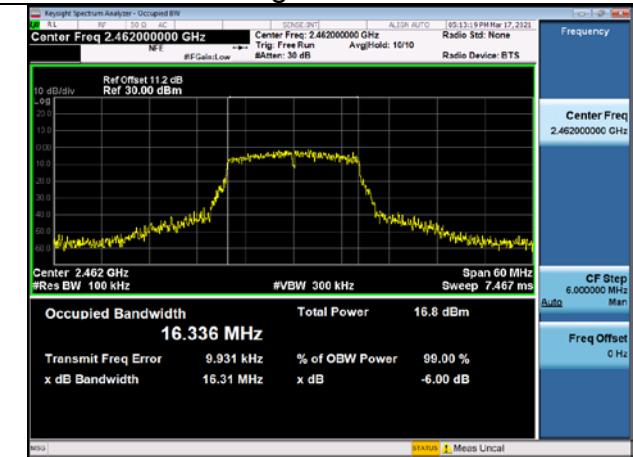 Keysight Spectrum Analyzer - Occupied BW
RL RF 50 Ω AC SENSE:INT ALIGN AUTO 05:13:19 PM Mar 17, 2021
Center Freq 2.462000000 GHz Center Freq: 2.462000000 GHz Radio Std: None
NFE Trig: Free Run Avg|Hold: 10/10
#IFGain:Low #Atten: 30 dB Radio Device: BTS
Ref Offset 11.2 dB
10 dB/div Ref 30.00 dBm
Log
20.0
10.0
0.00
10.0
20.0
30.0
40.0
50.0
60.0
Center 2.462 GHz Span 60 MHz
#Res BW 100 kHz #VBW 300 kHz Sweep 7.467 ms
Occupied Bandwidth Total Power 16.8 dBm
16.336 MHz
Transmit Freq Error 9.931 kHz % of OBW Power 99.00 %
x dB Bandwidth 16.31 MHz x dB -6.00 dB
MSG STATUS Meas Uncal
Frequency
Center Freq
2.462000000 GHz
CF Step
6.000000 MHz
Auto Man
Freq Offset
0 Hz